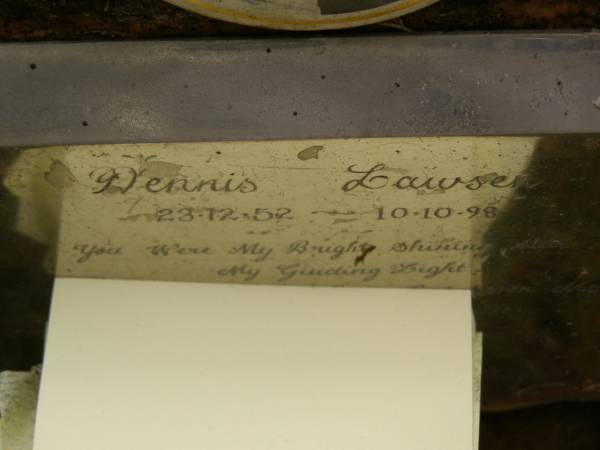 Dennis Lawsen
23·12·52 — 10·10·98
You Were My Bright Shining
My Guiding Light